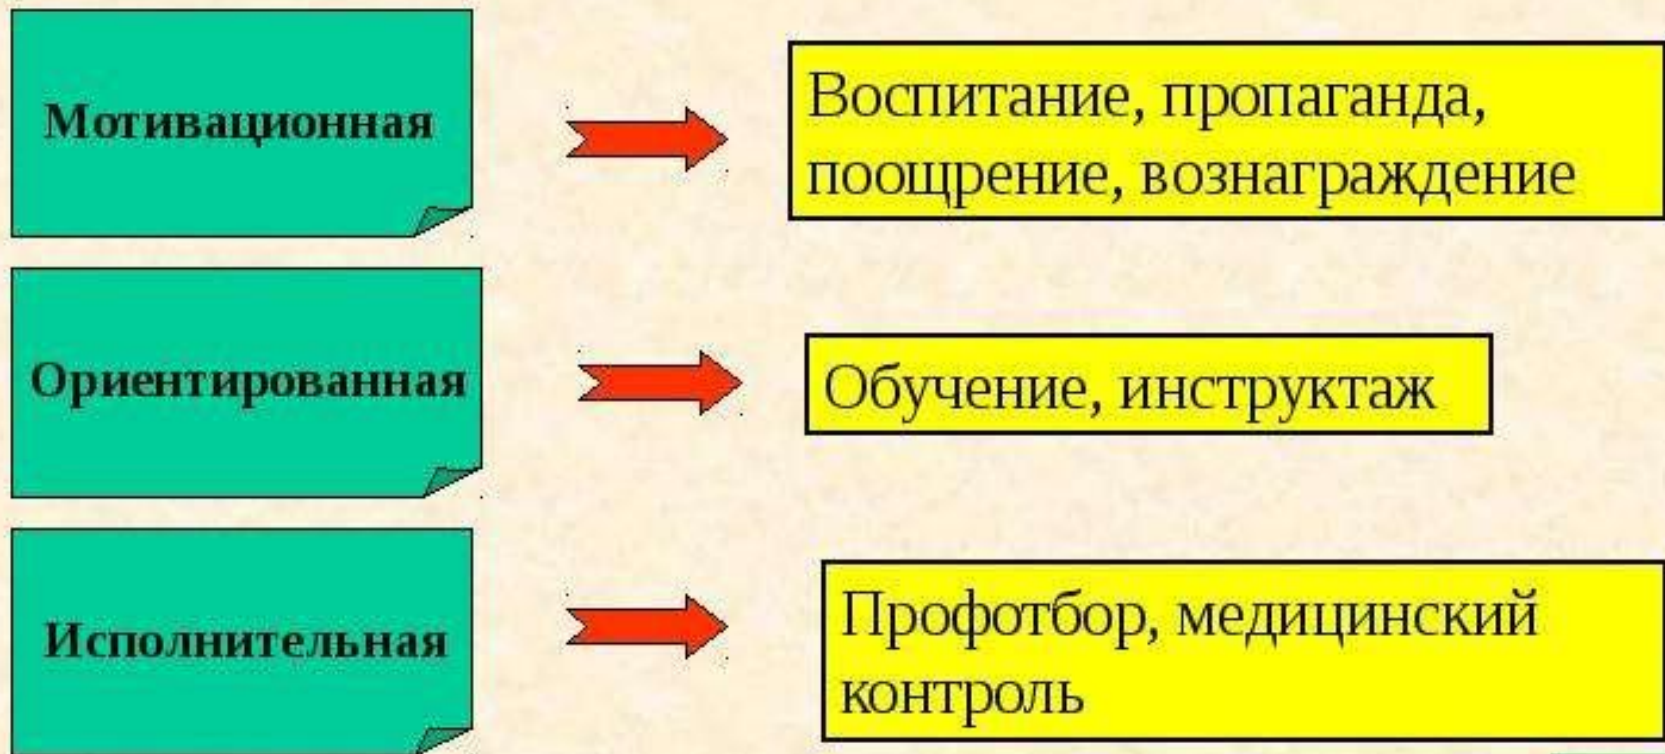 Мотивационная
Воспитание, пропаганда,
поощрение, вознаграждение
Ориентированная
Обучение, инструктаж
Исполнительная
Профотбор, медицинский
контроль